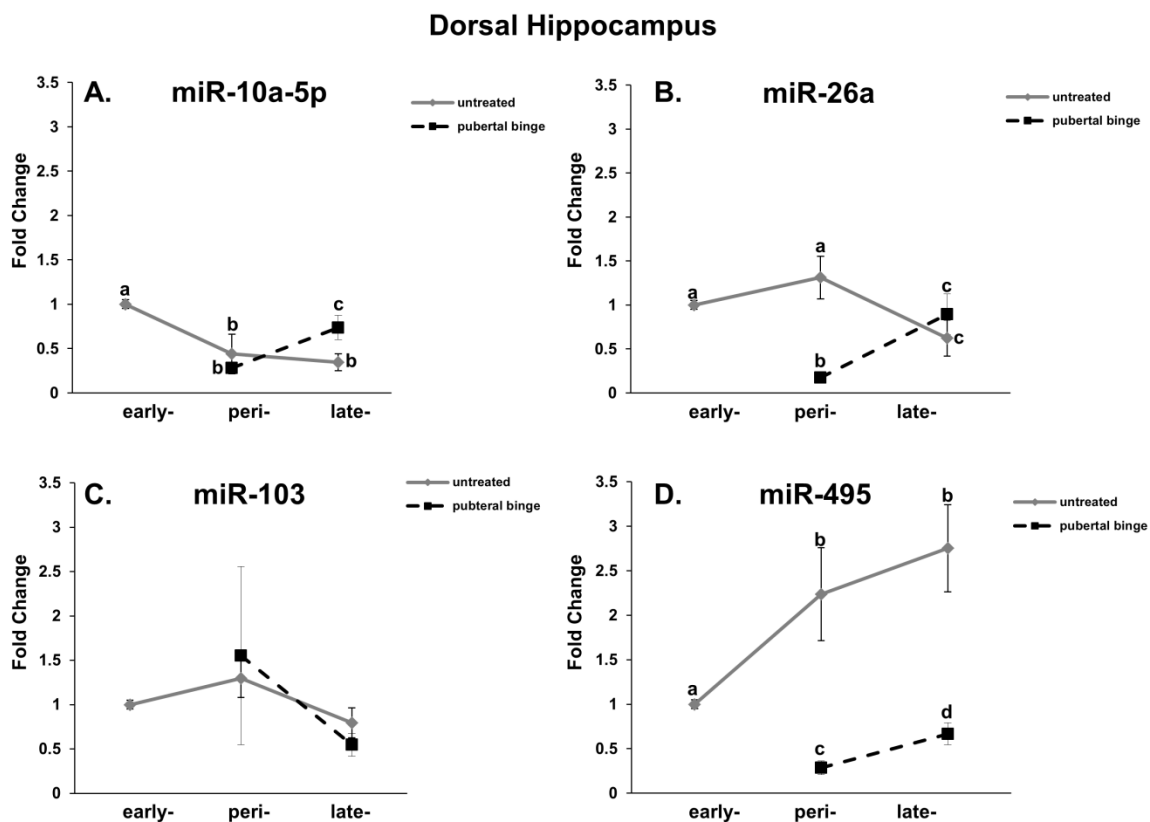 Dorsal Hippocampus
A. miR-10a-5p
untreated
pubertal binge
Fold Change
3.5
3
2.5
2
1.5
1
0.5
0
a
b
c
b
b
early- peri- late-
B. miR-26a
untreated
pubertal binge
Fold Change
3.5
3
2.5
2
1.5
1
0.5
0
a
a
c
b
c
early- peri- late-
C. miR-103
untreated
pubteral binge
Fold Change
3.5
3
2.5
2
1.5
1
0.5
0
early- peri- late-
D. miR-495
untreated
pubertal binge
Fold Change
3.5
3
2.5
2
1.5
1
0.5
0
a
b
b
c
d
early- peri- late-